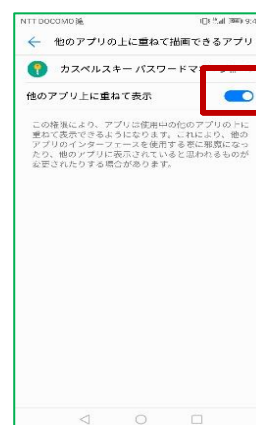 NTT DOCOMO
他のアプリの上に重ねて描画できるアプリ
カスペルスキー パスワードマ
他のアプリ上に重ねて表示
この権限により、アプリは使用中の他のアプリの上に
重ねて表示できるようになります。これにより、他の
アプリのインターフェースを使用する際に邪魔になっ
たり、他のアプリに表示されていると思われるものが
変更されたりする場合があります。